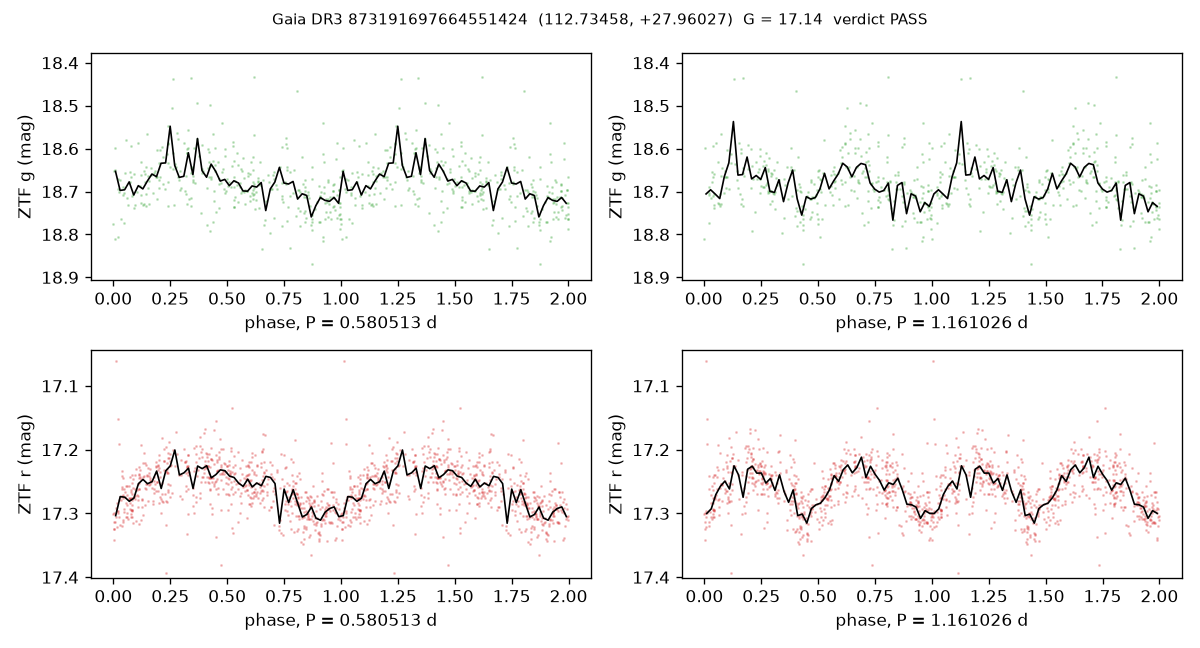 Gaia DR3 873191697664551424 (112.73458, +27.96027) G = 17.14 verdict PASS
18.4
18.5
18.6
18.7
18.8
18.9
ZTF g (mag)
0.00 0.25 0.50 0.75 1.00 1.25 1.50 1.75 2.00
phase, P = 0.580513 d
18.4
18.5
18.6
18.7
18.8
18.9
ZTF g (mag)
0.00 0.25 0.50 0.75 1.00 1.25 1.50 1.75 2.00
phase, P = 1.161026 d
17.1
17.2
17.3
17.4
ZTF r (mag)
0.00 0.25 0.50 0.75 1.00 1.25 1.50 1.75 2.00
phase, P = 0.580513 d
17.1
17.2
17.3
17.4
ZTF r (mag)
0.00 0.25 0.50 0.75 1.00 1.25 1.50 1.75 2.00
phase, P = 1.161026 d